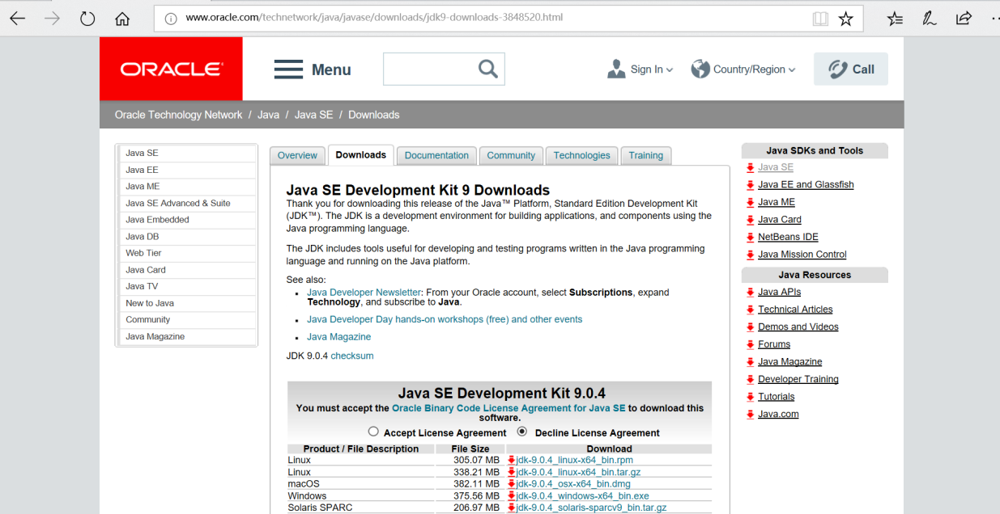 www.oracle.com/technetwork/java/javase/downloads/jdk9-downloads-3848520.html
ORACLE
Menu
Sign In
Country/Region
Call
Oracle Technology Network / Java / Java SE / Downloads
Java SE
Java EE
Java ME
Java SE Advanced & Suite
Java Embedded
Java DB
Web Tier
Java Card
Java TV
New to Java
Community
Java Magazine
Overview Downloads Documentation Community Technologies Training
Java SE Development Kit 9 Downloads
Thank you for downloading this release of the Java™ Platform, Standard Edition Development Kit
(JDK™). The JDK is a development environment for building applications, and components using the
Java programming language.
The JDK includes tools useful for developing and testing programs written in the Java programming
language and running on the Java platform.
See also:
Java Developer Newsletter: From your Oracle account, select Subscriptions, expand
Technology, and subscribe to Java.
Java Developer Day hands-on workshops (free) and other events
Java Magazine
JDK 9.0.4 checksum
Java SE Development Kit 9.0.4
You must accept the Oracle Binary Code License Agreement for Java SE to download this
software.
Accept License Agreement Decline License Agreement
Product / File Description File Size Download
Linux 305.07 MB jdk-9.0.4_linux-x64_bin.rpm
Linux 338.21 MB jdk-9.0.4_linux-x64_bin.tar.gz
macOS 382.11 MB jdk-9.0.4_osx-x64_bin.dmg
Windows 375.56 MB jdk-9.0.4_windows-x64_bin.exe
Solaris SPARC 206.97 MB jdk-9.0.4_solaris-sparcv9_bin.tar.gz
Java SDKs and Tools
Java SE
Java EE and Glassfish
Java ME
Java Card
NetBeans IDE
Java Mission Control
Java Resources
Java APIs
Technical Articles
Demos and Videos
Forums
Java Magazine
Developer Training
Tutorials
Java.com